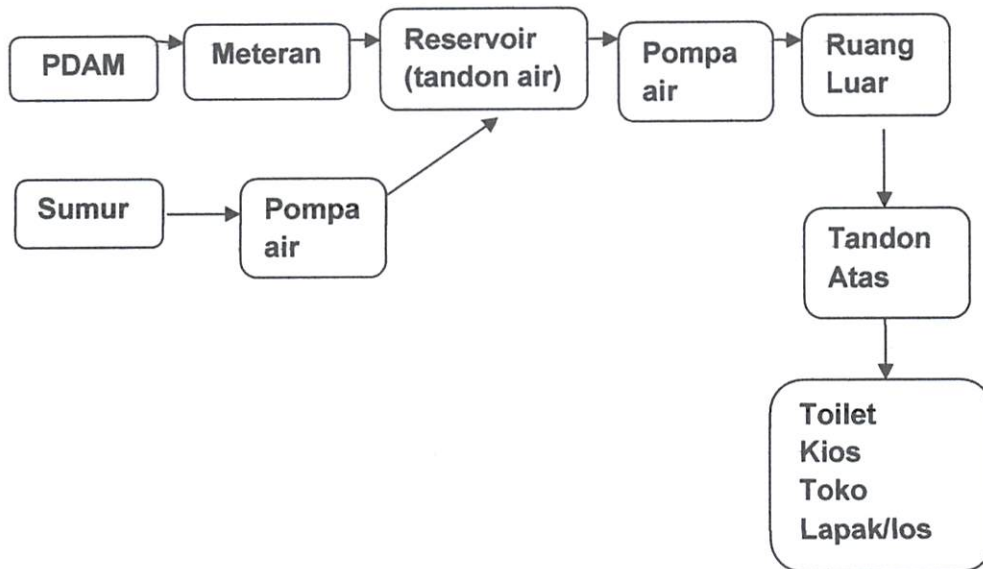 PDAM
Meteran
Reservoir
(tandon air)
Pompa
air
Ruang
Luar
Sumur
Pompa
air
Tandon
Atas
Toilet
Kios
Toko
Lapak/los